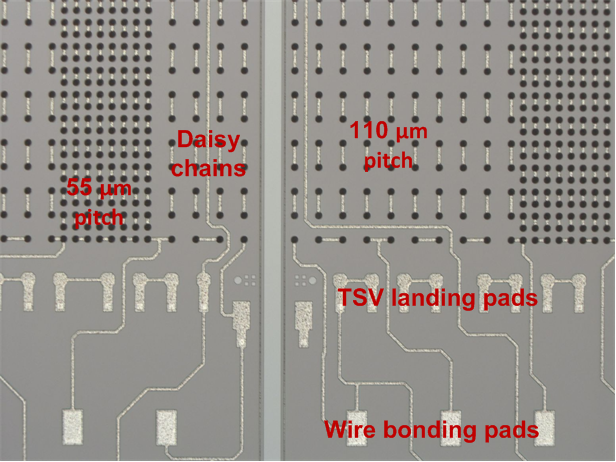 Daisy
chains
110 µm
pitch
55 µm
pitch
TSV landing pads
Wire bonding pads